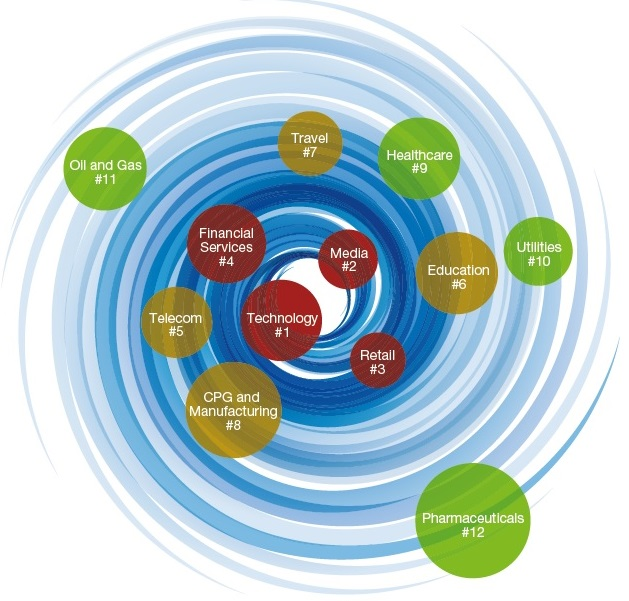 Travel
#7
Healthcare
#9
Oil and Gas
#11
Financial
Services
#4
Media
#2
Utilities
#10
Education
#6
Telecom
#5
Technology
#1
Retail
#3
CPG and
Manufacturing
#8
Pharmaceuticals
#12